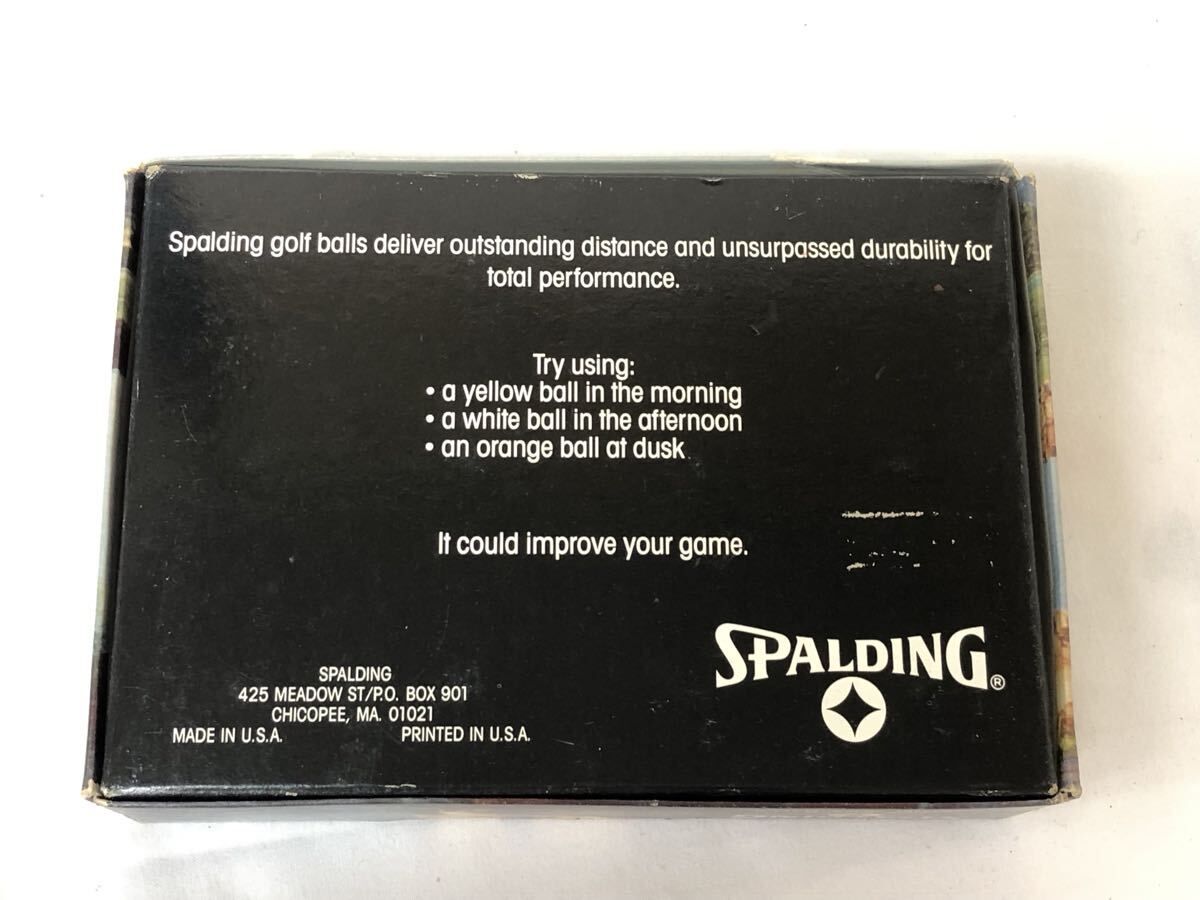 Spalding golf balls deliver outstanding distance and unsurpassed durability for
total performance.
Try using:
• a yellow ball in the morning
• a white ball in the afternoon
• an orange ball at dusk
It could improve your game.
SPALDING
425 MEADOW ST/P.O. BOX 901
CHICOPEE, MA. 01021
MADE IN U.S.A. PRINTED IN U.S.A.
SPALDING®